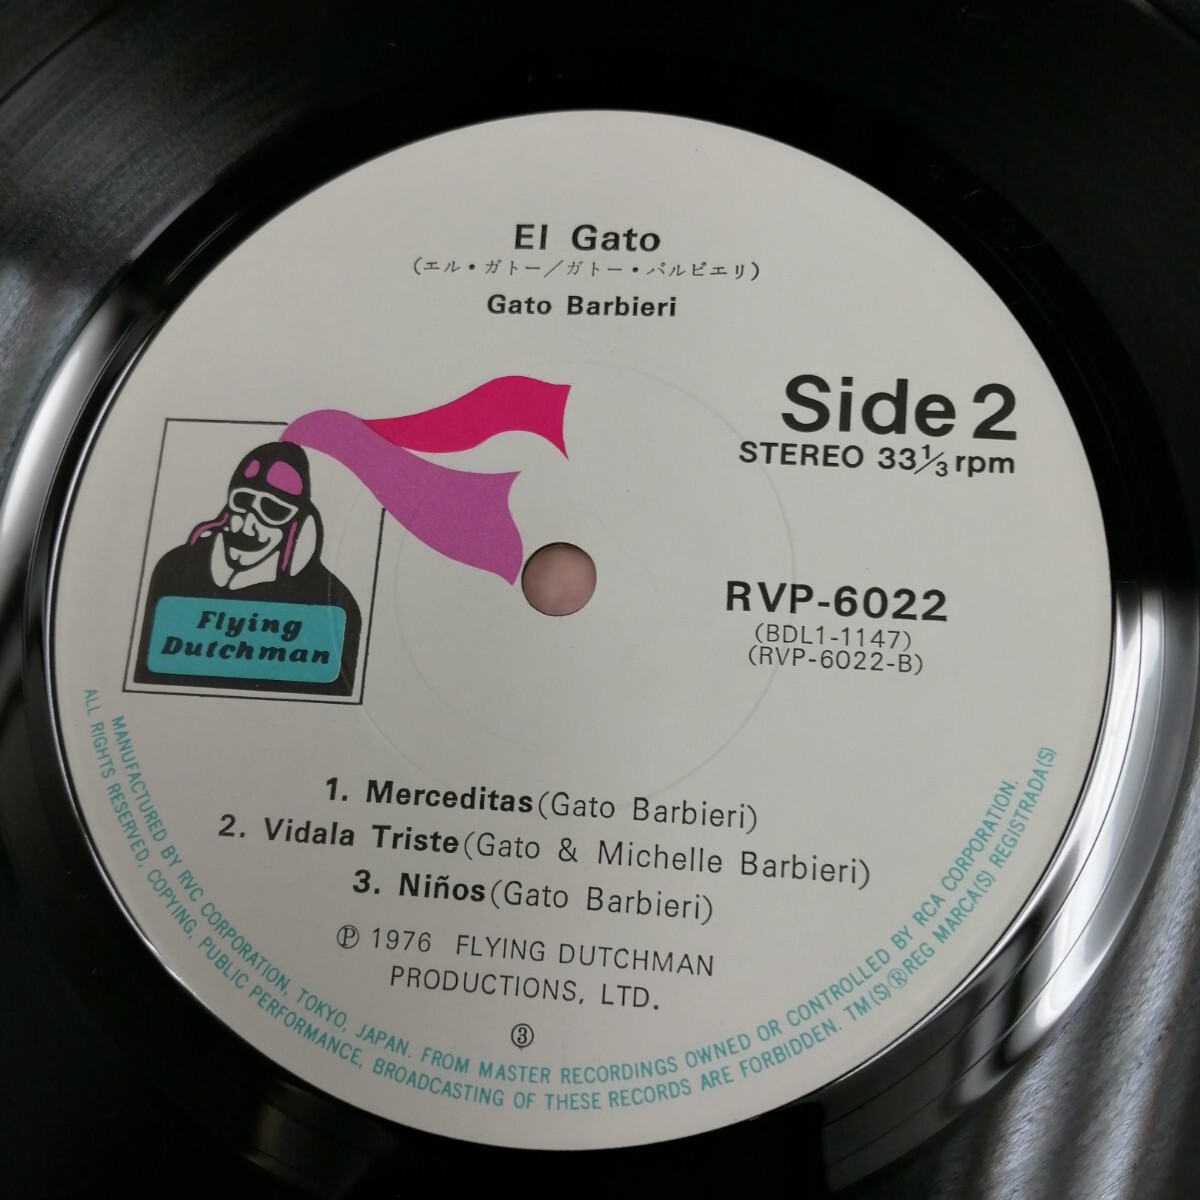 El Gato
(エル・ガトー/ガトー・バルビエリ)
Gato Barbieri
Side 2
STEREO 33⅓ rpm
Flying
Dutchman
RVP-6022
(BDL1-1147)
(RVP-6022-B)
1. Merceditas (Gato Barbieri)
2. Vidala Triste (Gato & Michelle Barbieri)
3. Niños (Gato Barbieri)
Ⓟ 1976 FLYING DUTCHMAN
PRODUCTIONS, LTD.
③
MANUFACTURED BY RVC CORPORATION, TOKYO, JAPAN. FROM MASTER RECORDINGS OWNED OR CONTROLLED BY RCA CORPORATION.
ALL RIGHTS RESERVED, COPYING, PUBLIC PERFORMANCE, BROADCASTING OF THESE RECORDS ARE FORBIDDEN. TM(S)®REG MARCA(S) REGISTRADA(S)